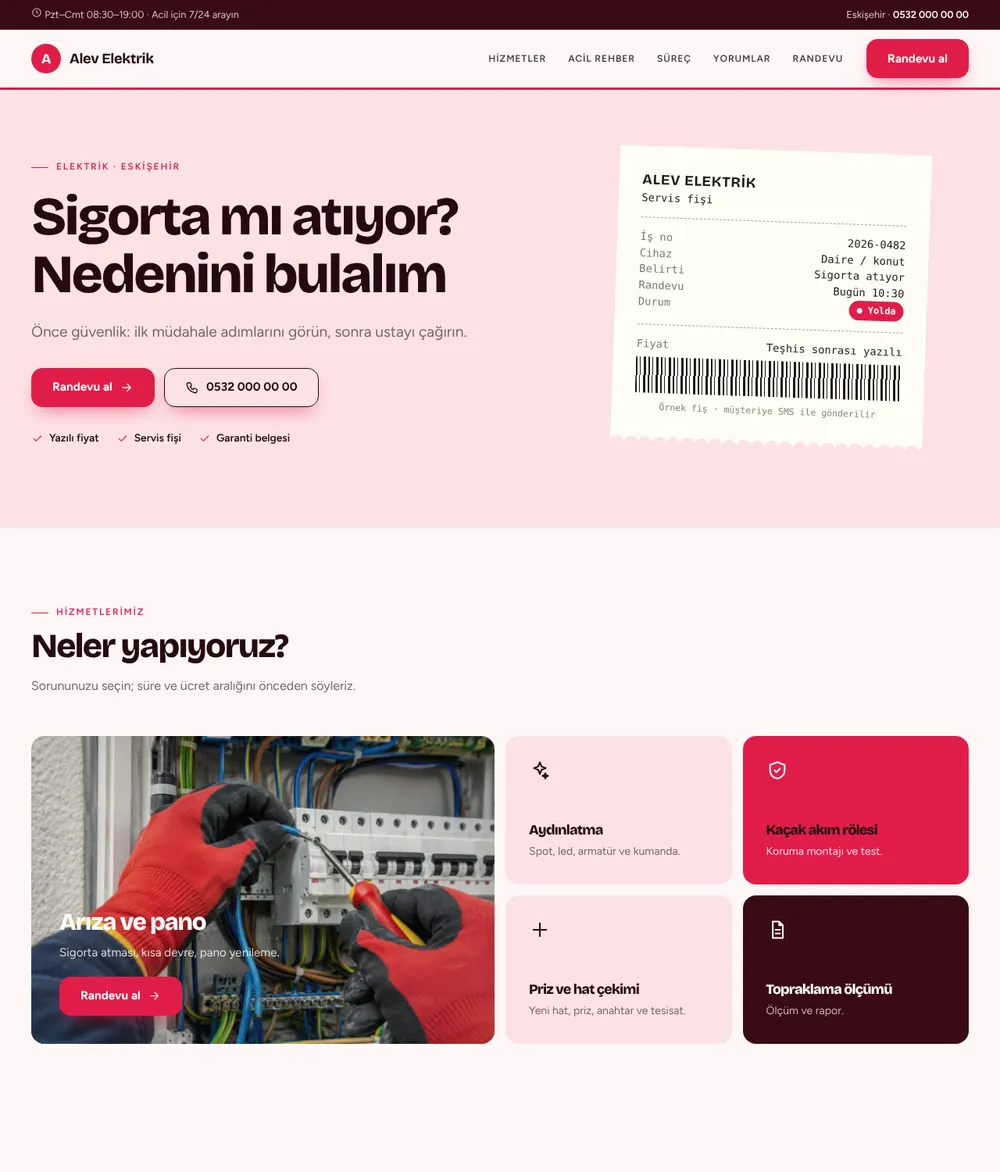 Pzt–Cmt 08:30–19:00 · Acil için 7/24 arayın
Eskişehir · 0532 000 00 00
A
Alev Elektrik
HİZMETLER
ACİL REHBER
SÜREÇ
YORUMLAR
RANDEVU
Randevu al
ELEKTRİK · ESKİŞEHİR
Sigorta mı atıyor?
Nedenini bulalım
Önce güvenlik: ilk müdahale adımlarını görün, sonra ustayı çağırın.
Randevu al →
0532 000 00 00
Yazılı fiyat
Servis fişi
Garanti belgesi
ALEV ELEKTRİK
Servis fişi
İş no 2026-0482
Cihaz Daire / konut
Belirti Sigorta atıyor
Randevu Bugün 10:30
Durum Yolda
Fiyat Teşhis sonrası yazılı
Örnek fiş · müşteriye SMS ile gönderilir
HİZMETLERİMİZ
Neler yapıyoruz?
Sorununuzu seçin; süre ve ücret aralığını önceden söyleriz.
Arıza ve pano
Sigorta atması, kısa devre, pano yenileme.
Randevu al →
Aydınlatma
Spot, led, armatür ve kumanda.
Kaçak akım rölesi
Koruma montajı ve test.
Priz ve hat çekimi
Yeni hat, priz, anahtar ve tesisat.
Topraklama ölçümü
Ölçüm ve rapor.